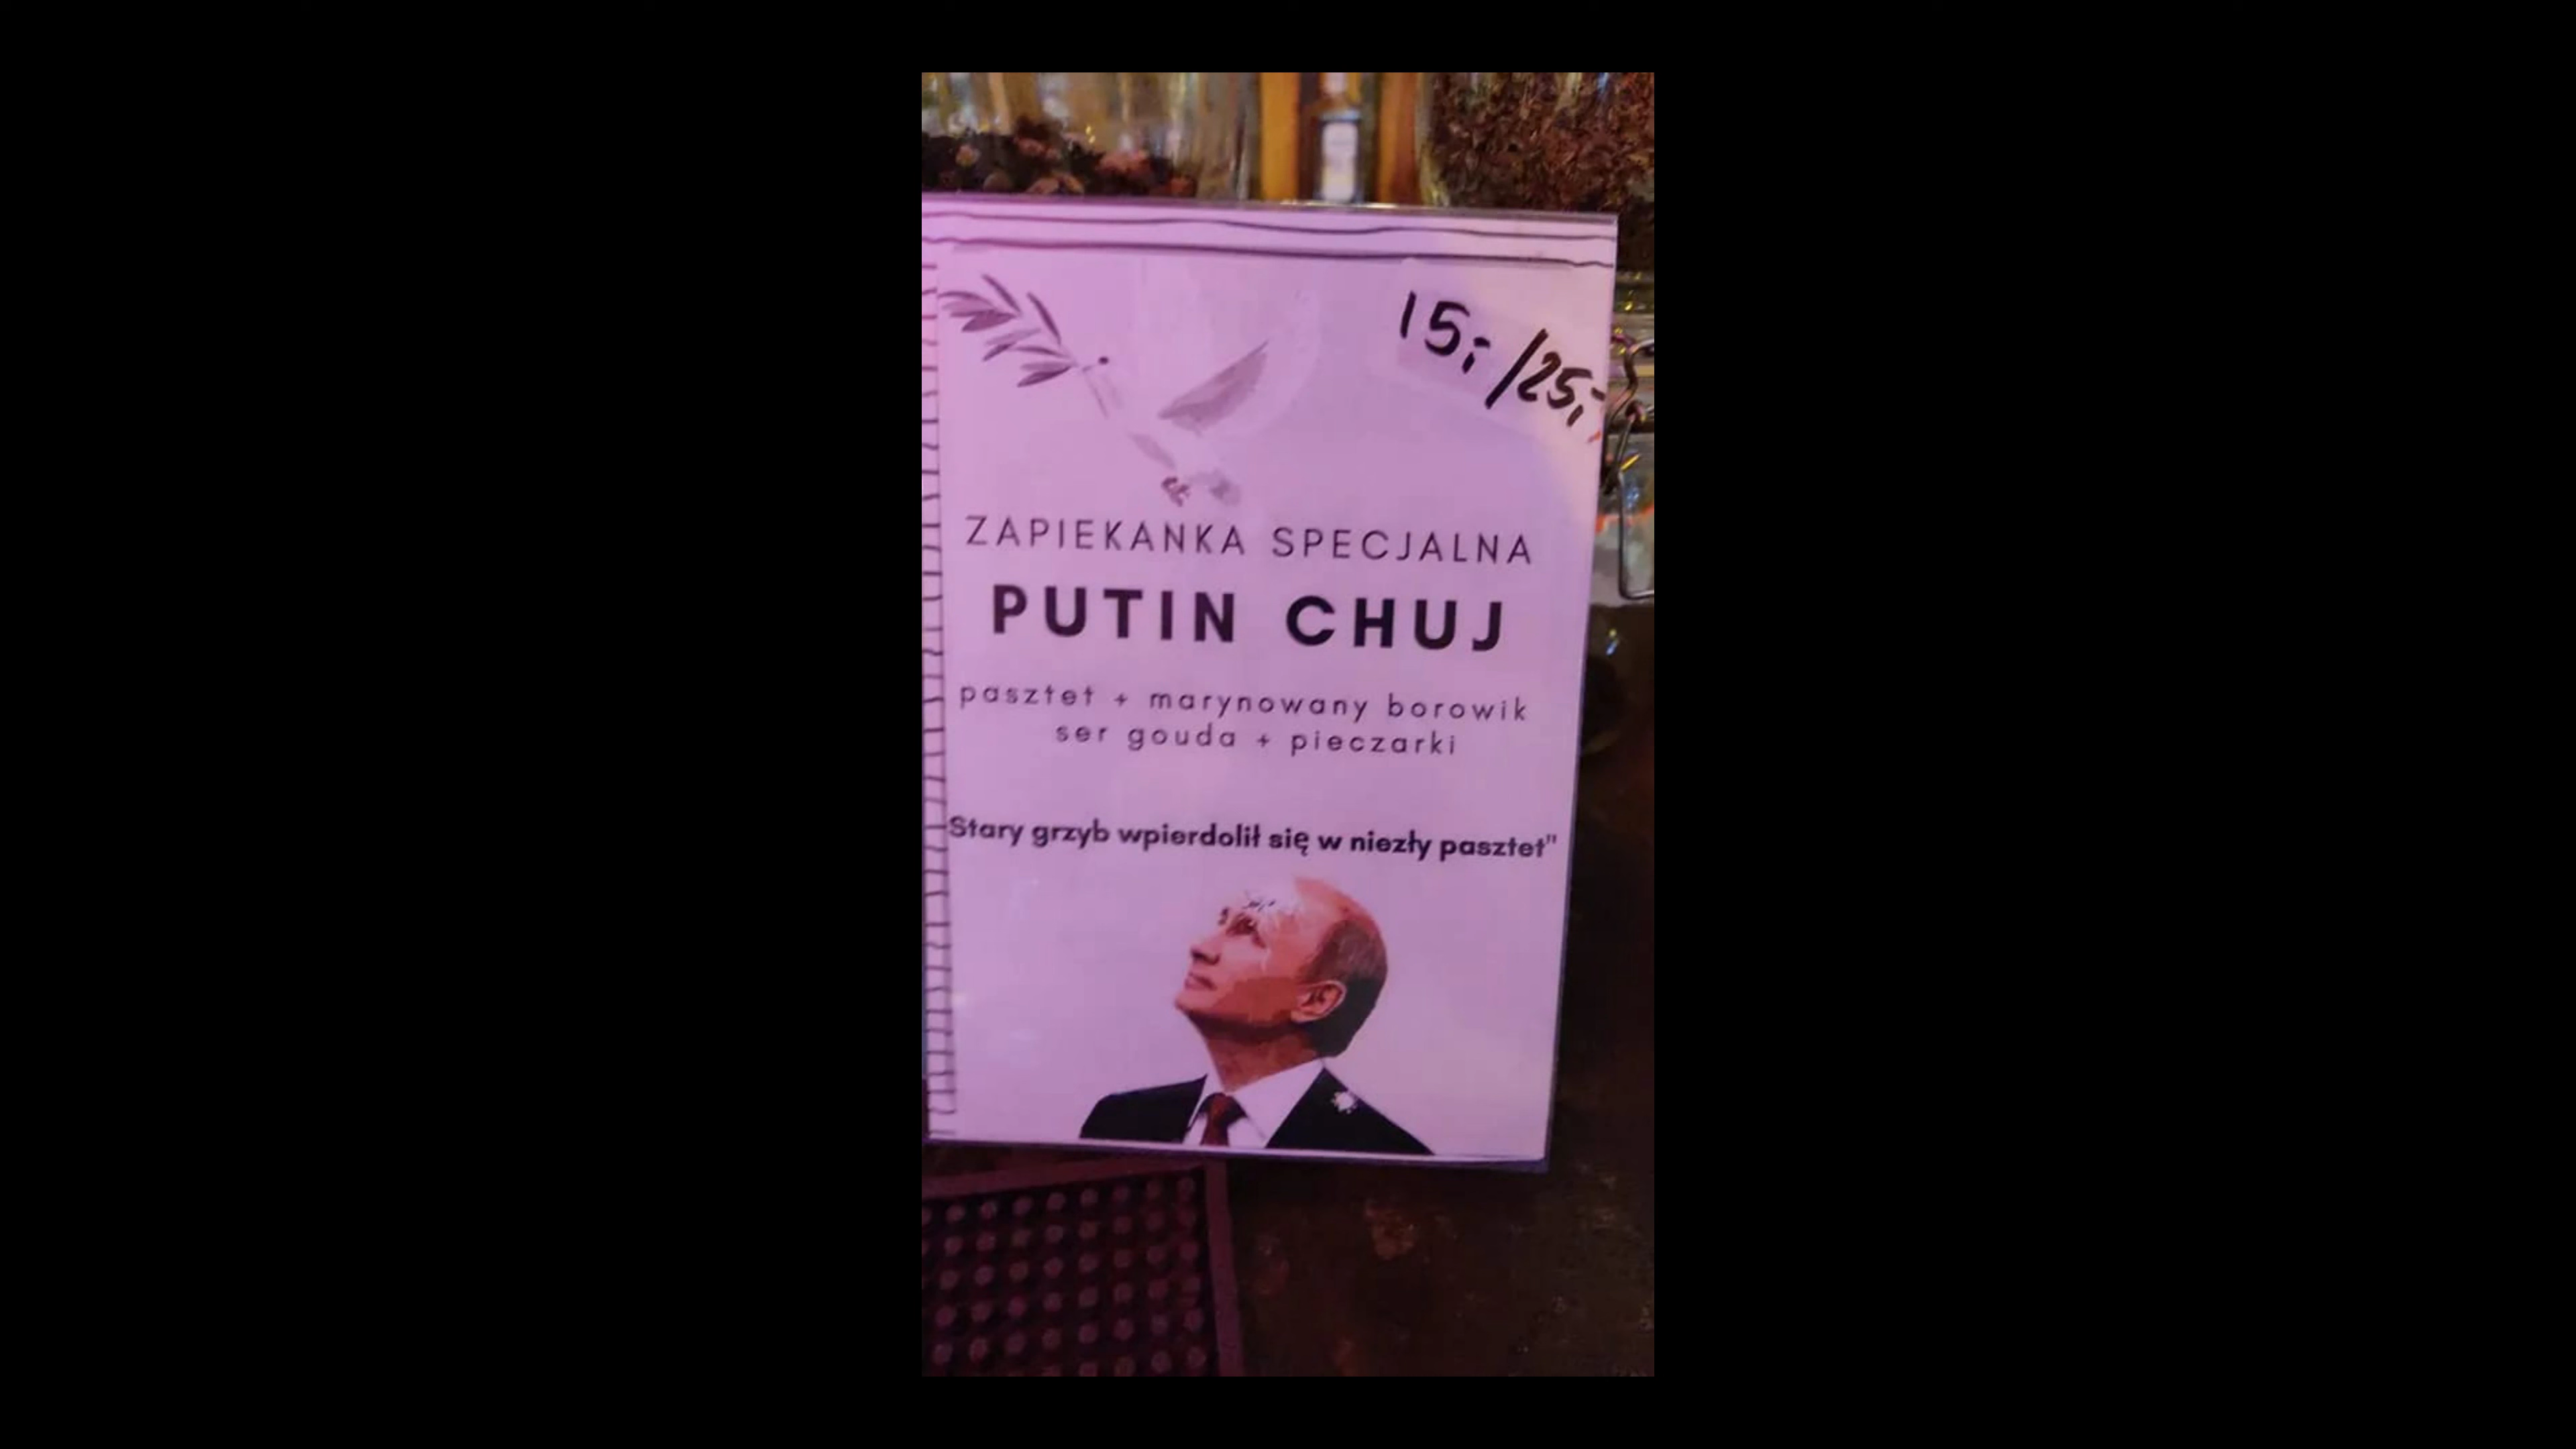 15,- /25,-
ZAPIEKANKA SPECJALNA
PUTIN CHUJ
pasztet + marynowany borowik
ser gouda + pieczarki
Stary grzyb wpierdolił się w niezły pasztet"